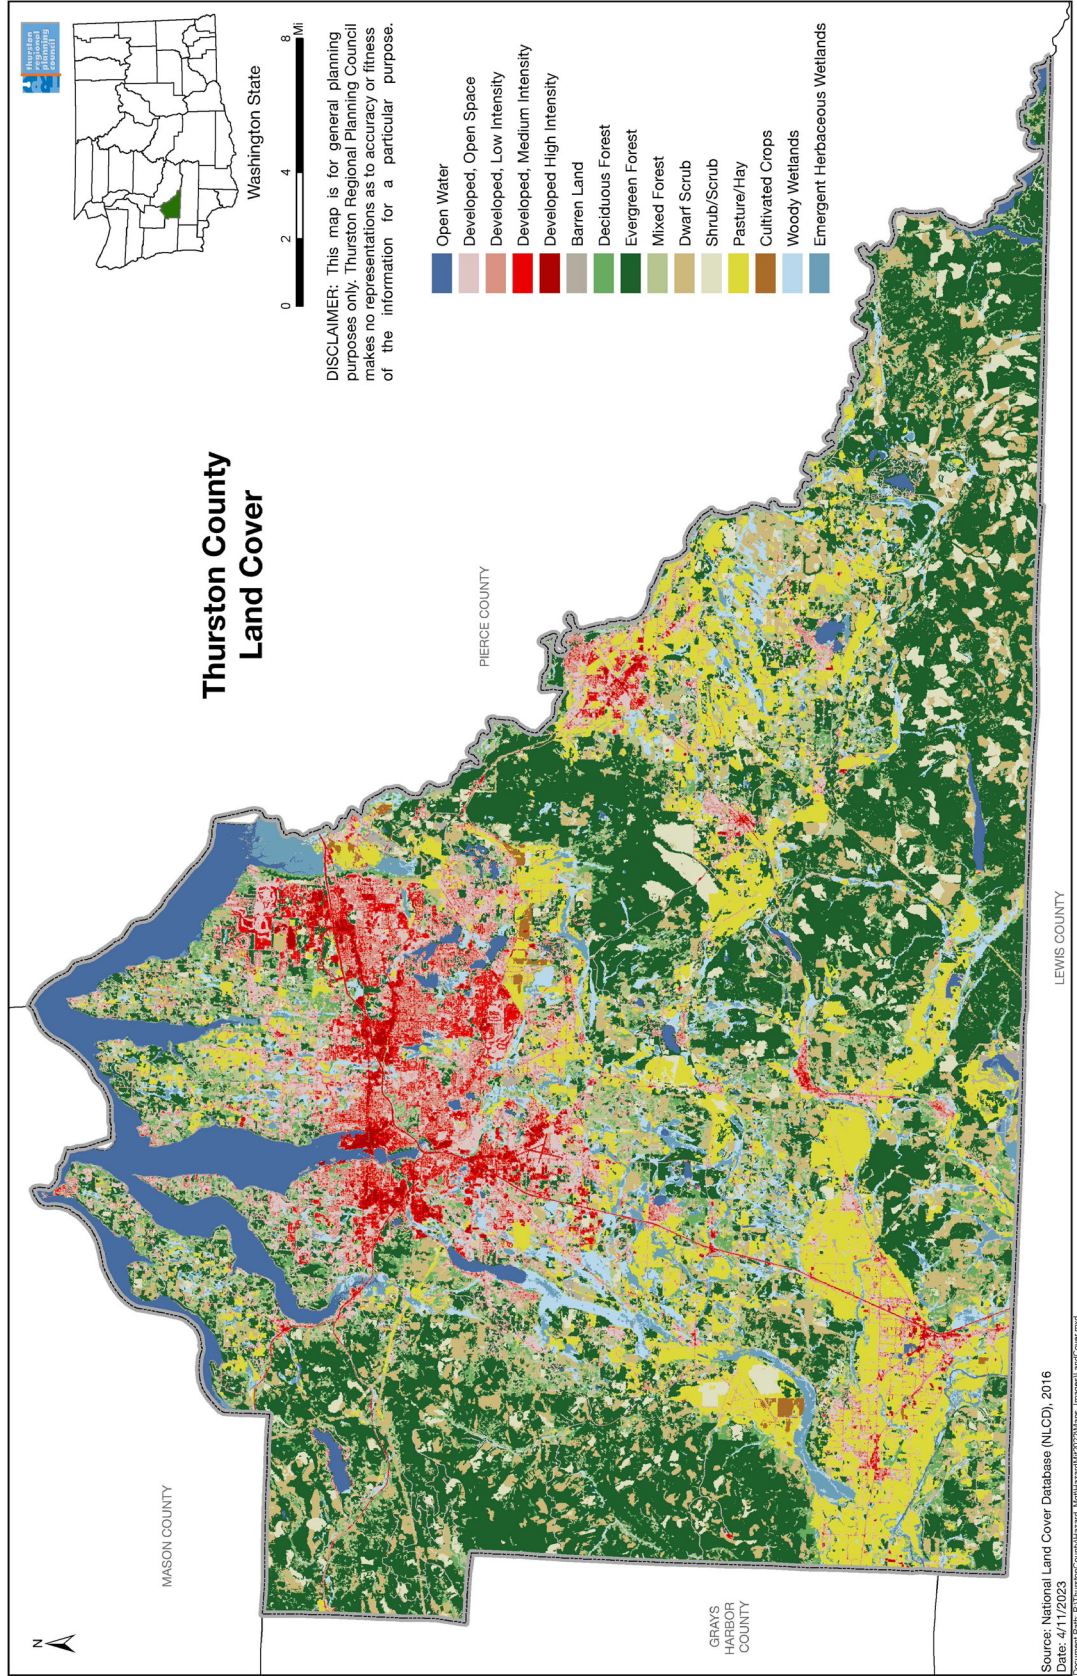 Thurston County
Land Cover
thurston
regional
planning
council
Washington State
0 2 4 8
Mi
DISCLAIMER: This map is for general planning
purposes only. Thurston Regional Planning Council
makes no representations as to accuracy or fitness
of the information for a particular purpose.
Open Water
Developed, Open Space
Developed, Low Intensity
Developed, Medium Intensity
Developed High Intensity
Barren Land
Deciduous Forest
Evergreen Forest
Mixed Forest
Dwarf Scrub
Shrub/Scrub
Pasture/Hay
Cultivated Crops
Woody Wetlands
Emergent Herbaceous Wetlands
N
MASON COUNTY
PIERCE COUNTY
GRAYS
HARBOR
COUNTY
LEWIS COUNTY
Source: National Land Cover Database (NLCD), 2016
Date: 4/11/2023